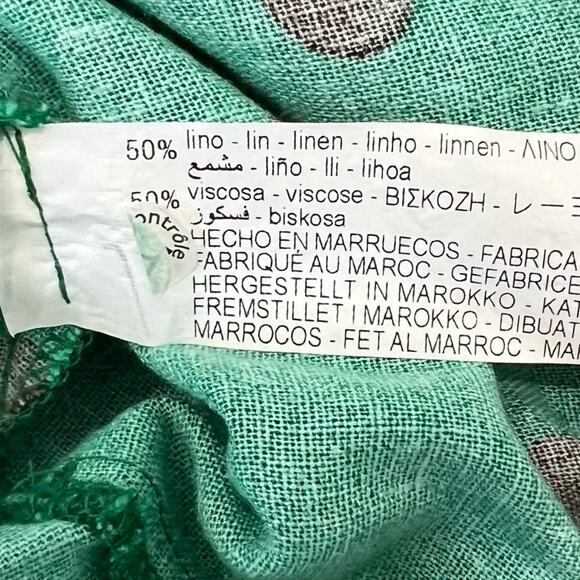 50% lino - lin - linen - linho - linnen - ΛΙΝΟ
مشمع - liño - lli - lihoa
50% viscosa - viscose - ΒΙΣΚΟΖΗ - レー
فسكوز - biskosa
ontrôle
HECHO EN MARRUECOS - FABRICA
FABRIQUÉ AU MAROC - GEFABRICE
HERGESTELLT IN MAROKKO - KAT
FREMSTILLET I MAROKKO - DIBUAT
MARROCOS - FET AL MARROC - MA